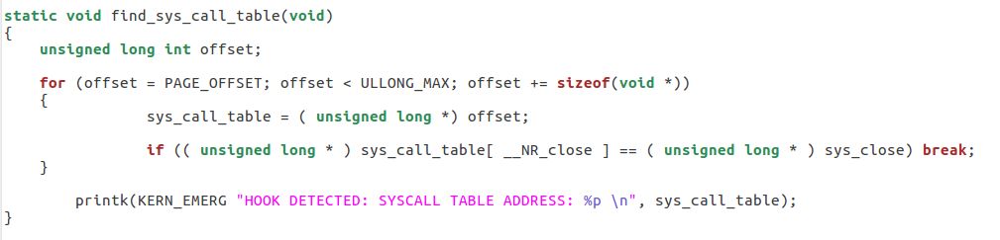 static void find_sys_call_table(void)
{
    unsigned long int offset;

    for (offset = PAGE_OFFSET; offset < ULLONG_MAX; offset += sizeof(void *))
    {
                sys_call_table = ( unsigned long *) offset;

                if (( unsigned long * ) sys_call_table[ __NR_close ] == ( unsigned long * ) sys_close) break;
    }

        printk(KERN_EMERG "HOOK DETECTED: SYSCALL TABLE ADDRESS: %p \n", sys_call_table);
}